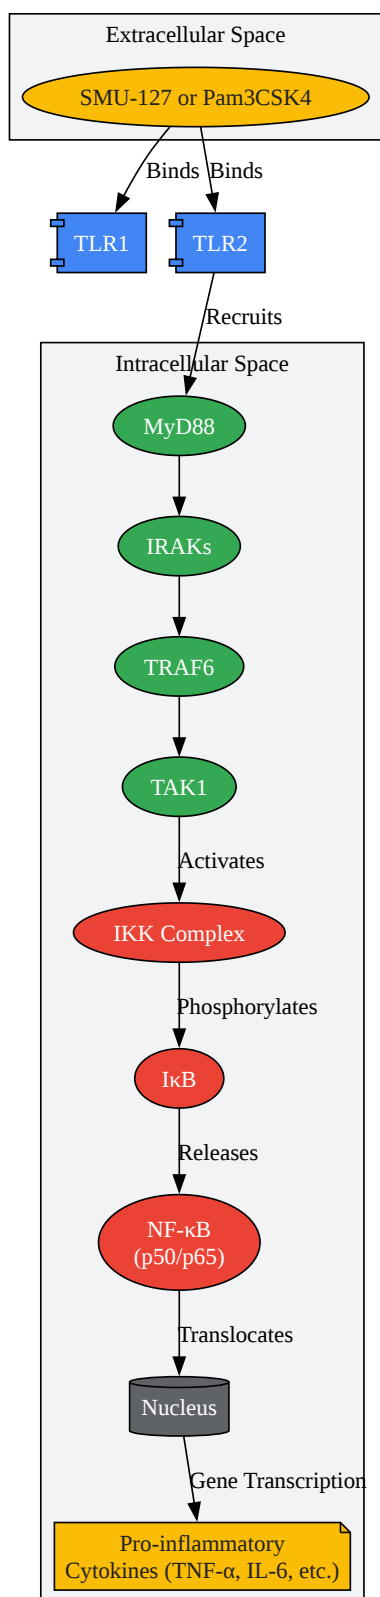 Extracellular Space
SMU-127 or Pam3CSK4
Binds
Binds
TLR1
TLR2
Recruits
Intracellular Space
MyD88
IRAKs
TRAF6
TAK1
Activates
IKK Complex
Phosphorylates
IκB
Releases
NF-κB
(p50/p65)
Translocates
Nucleus
Gene Transcription
Pro-inflammatory
Cytokines (TNF-α, IL-6, etc.)